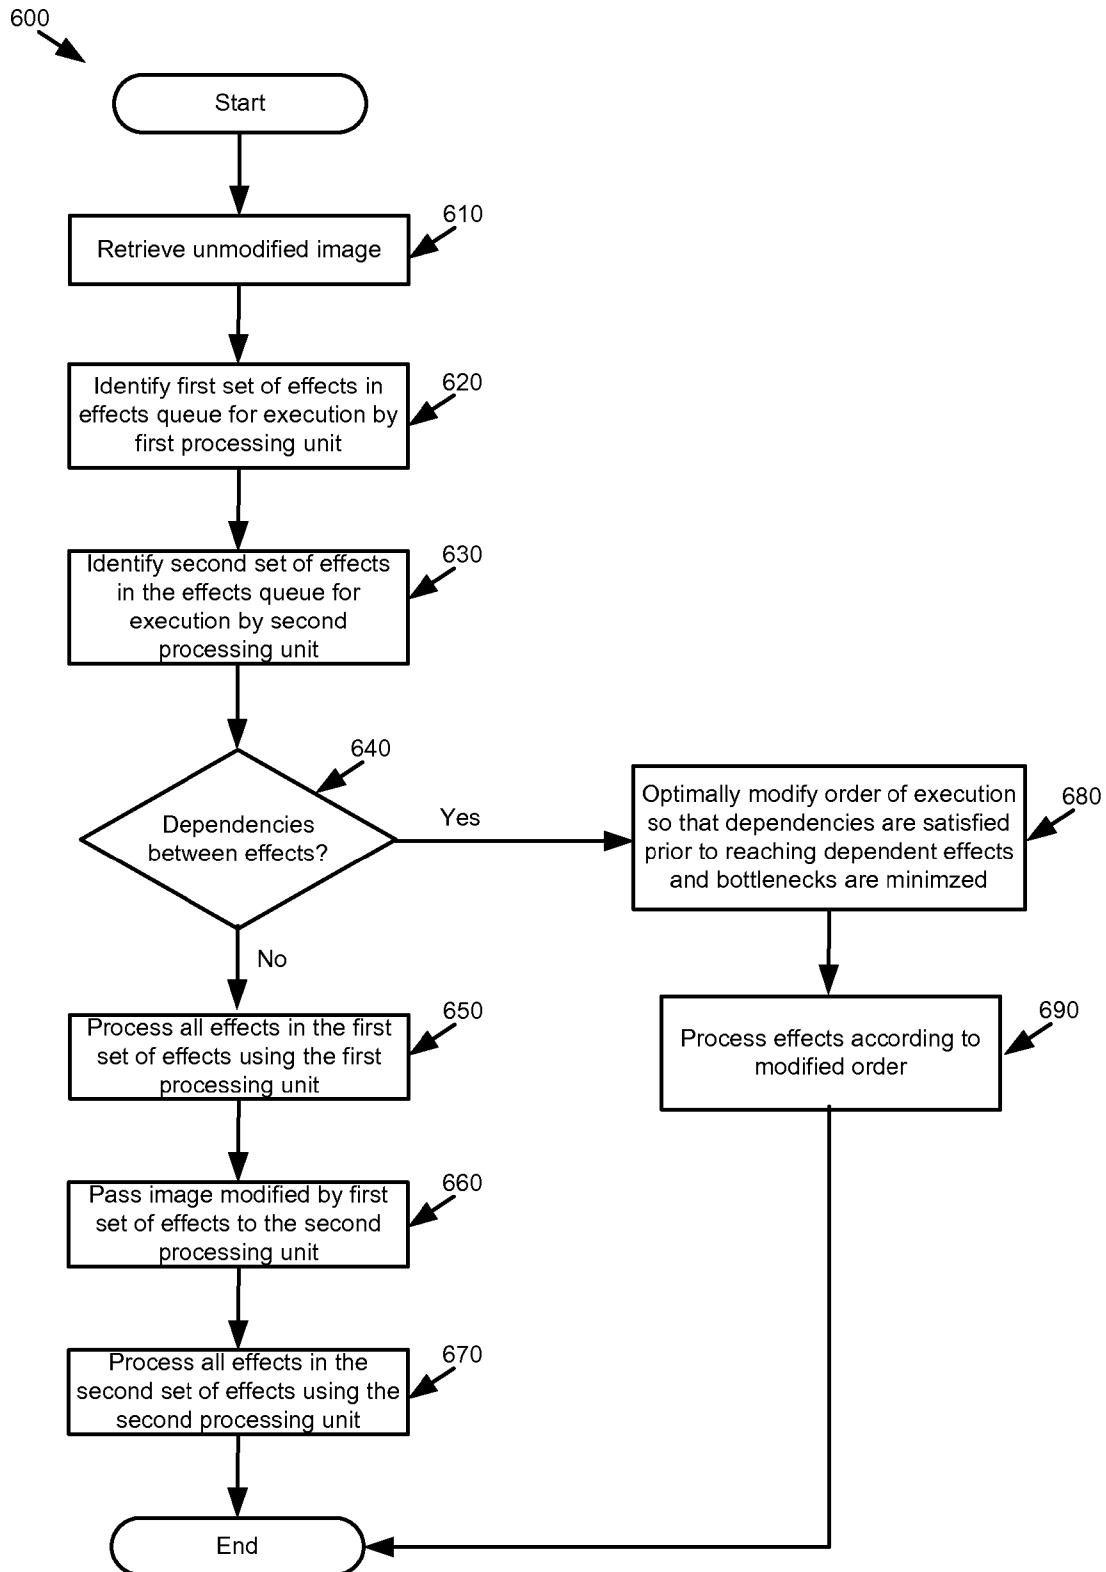 600
Start
610
Retrieve unmodified image
620
Identify first set of effects in
effects queue for execution by
first processing unit
630
Identify second set of effects
in the effects queue for
execution by second
processing unit
640
Dependencies
between effects?
Yes
680
Optimally modify order of execution
so that dependencies are satisfied
prior to reaching dependent effects
and bottlenecks are minimzed
No
690
Process effects according to
modified order
650
Process all effects in the first
set of effects using the first
processing unit
660
Pass image modified by first
set of effects to the second
processing unit
670
Process all effects in the
second set of effects using the
second processing unit
End